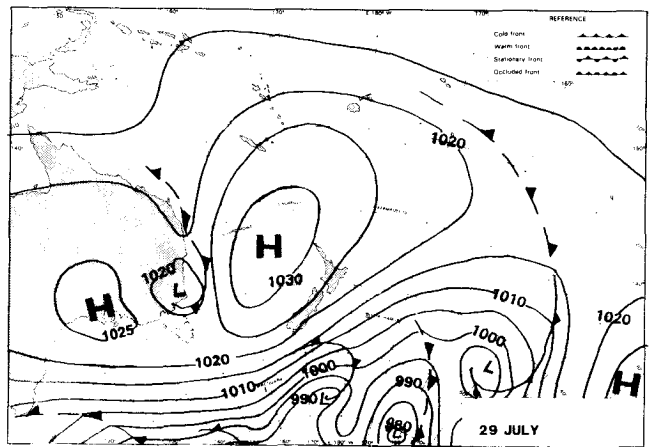 REFERENCE
Cold front
Warm front
Stationary front
Occluded front
1020
H
1030
1020
L
H
1025
1020
1010
1000
990
L
1010
1000
L
990
980
1020
H
29 JULY